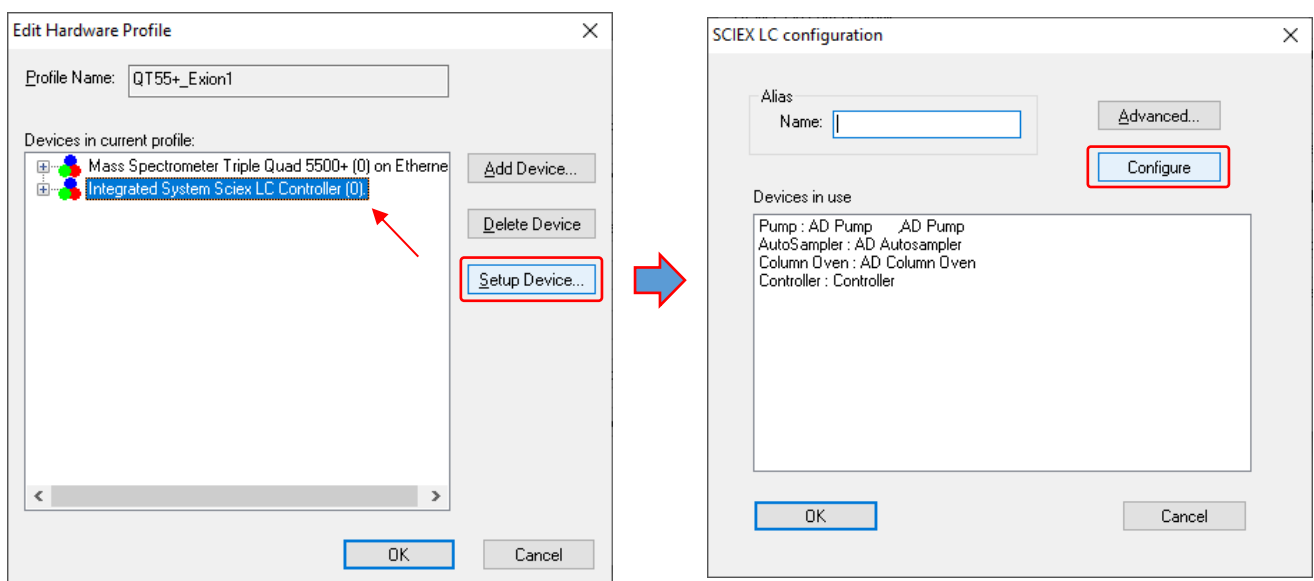 Edit Hardware Profile
Profile Name: QT55+_Exion1
Devices in current profile:
Mass Spectrometer Triple Quad 5500+ (0) on Etherne
Integrated System Sciex LC Controller (0)
Add Device...
Delete Device
Setup Device...
OK Cancel
SCIEX LC configuration
Alias
Name:
Advanced...
Configure
Devices in use
Pump : AD Pump ,AD Pump
AutoSampler : AD Autosampler
Column Oven : AD Column Oven
Controller : Controller
OK Cancel